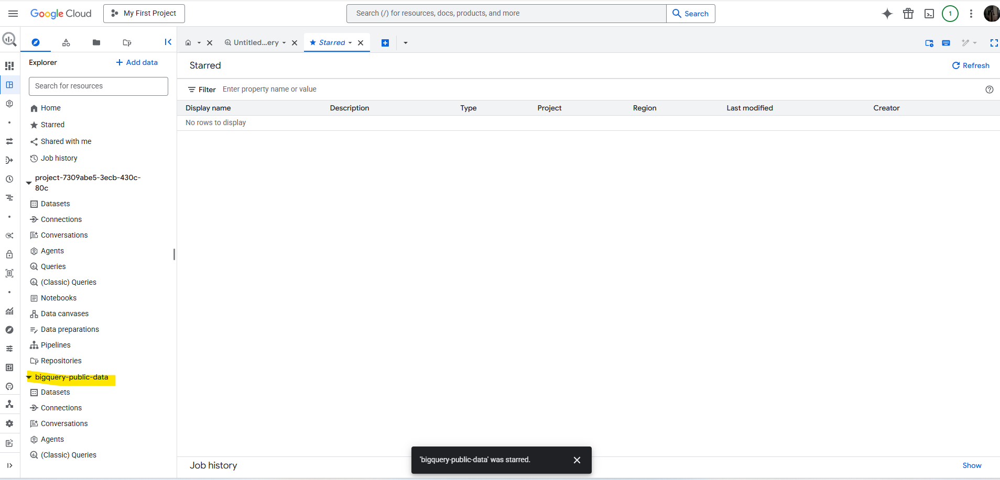 Google Cloud
My First Project
Search (/) for resources, docs, products, and more
Search
1
Untitled...ery
Starred
Explorer
Add data
Search for resources
Home
Starred
Shared with me
Job history
project-7309abe5-3ecb-430c-
80c
Datasets
Connections
Conversations
Agents
Queries
(Classic) Queries
Notebooks
Data canvases
Data preparations
Pipelines
Repositories
bigquery-public-data
Datasets
Connections
Conversations
Agents
(Classic) Queries
Starred
Refresh
Filter Enter property name or value
Display name Description Type Project Region Last modified Creator
No rows to display
Job history
Show
'bigquery-public-data' was starred.